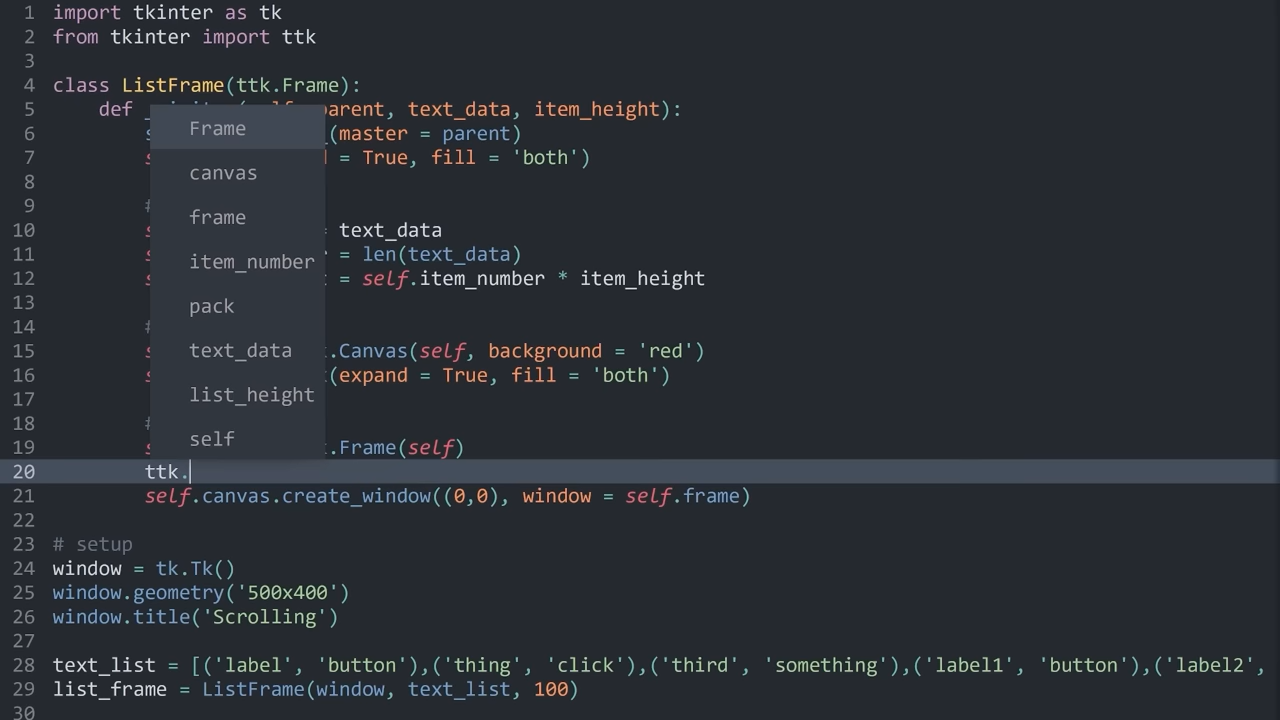 1 import tkinter as tk
2 from tkinter import ttk
3
4 class ListFrame(ttk.Frame):
5 def parent, text_data, item_height):
6 (master = parent)
7 = True, fill = 'both')
8
9 #
10 text_data
11 = len(text_data)
12 = self.item_number * item_height
13
14 #
15 .Canvas(self, background = 'red')
16 (expand = True, fill = 'both')
17
18 #
19 .Frame(self)
20 ttk.
21 self.canvas.create_window((0,0), window = self.frame)
22
23 # setup
24 window = tk.Tk()
25 window.geometry('500x400')
26 window.title('Scrolling')
27
28 text_list = [('label', 'button'),('thing', 'click'),('third', 'something'),('label1', 'button'),('label2',
29 list_frame = ListFrame(window, text_list, 100)
30
Frame
canvas
frame
item_number
pack
text_data
list_height
self